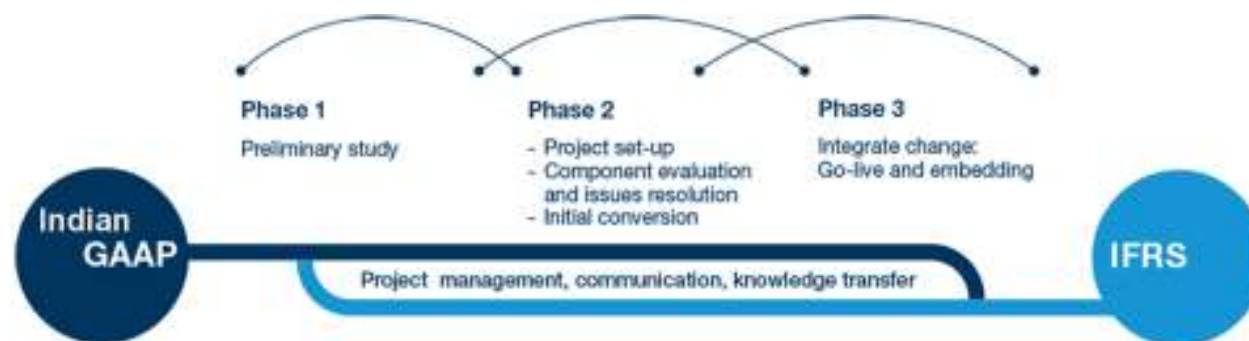 Phase 1
Preliminary study
Phase 2
- Project set-up
- Component evaluation
and issues resolution
- Initial conversion
Phase 3
Integrate change:
Go-live and embedding
Indian
GAAP
Project management, communication, knowledge transfer
IFRS